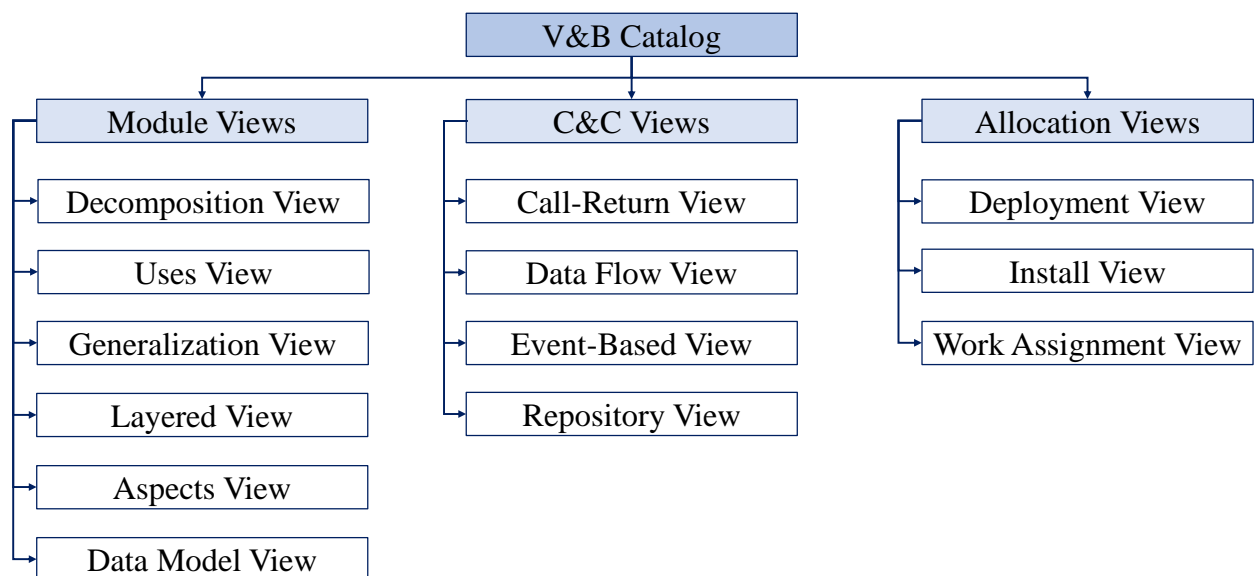 V&B Catalog
Module Views
Decomposition View
Uses View
Generalization View
Layered View
Aspects View
Data Model View
C&C Views
Call-Return View
Data Flow View
Event-Based View
Repository View
Allocation Views
Deployment View
Install View
Work Assignment View